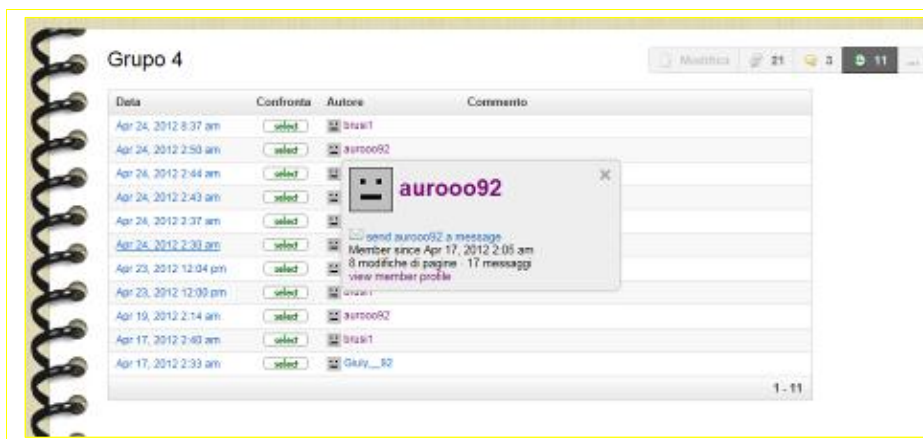 Grupo 4
Modifica 21 3 11 ...
Data Confronta Autore Commento
Apr 24, 2012 8:37 am select brusi1
Apr 24, 2012 2:50 am select aurooo92
Apr 24, 2012 2:44 am select
Apr 24, 2012 2:43 am select
Apr 24, 2012 2:37 am select
Apr 24, 2012 2:33 am select
Apr 23, 2012 12:04 pm select
Apr 23, 2012 12:00 pm select brusi1
Apr 19, 2012 2:14 am select aurooo92
Apr 17, 2012 2:40 am select brusi1
Apr 17, 2012 2:33 am select Giuly__92
1 - 11
aurooo92
send aurooo92 a message
Member since Apr 17, 2012 2:05 am
8 modifiche di pagine · 17 messaggi
view member profile